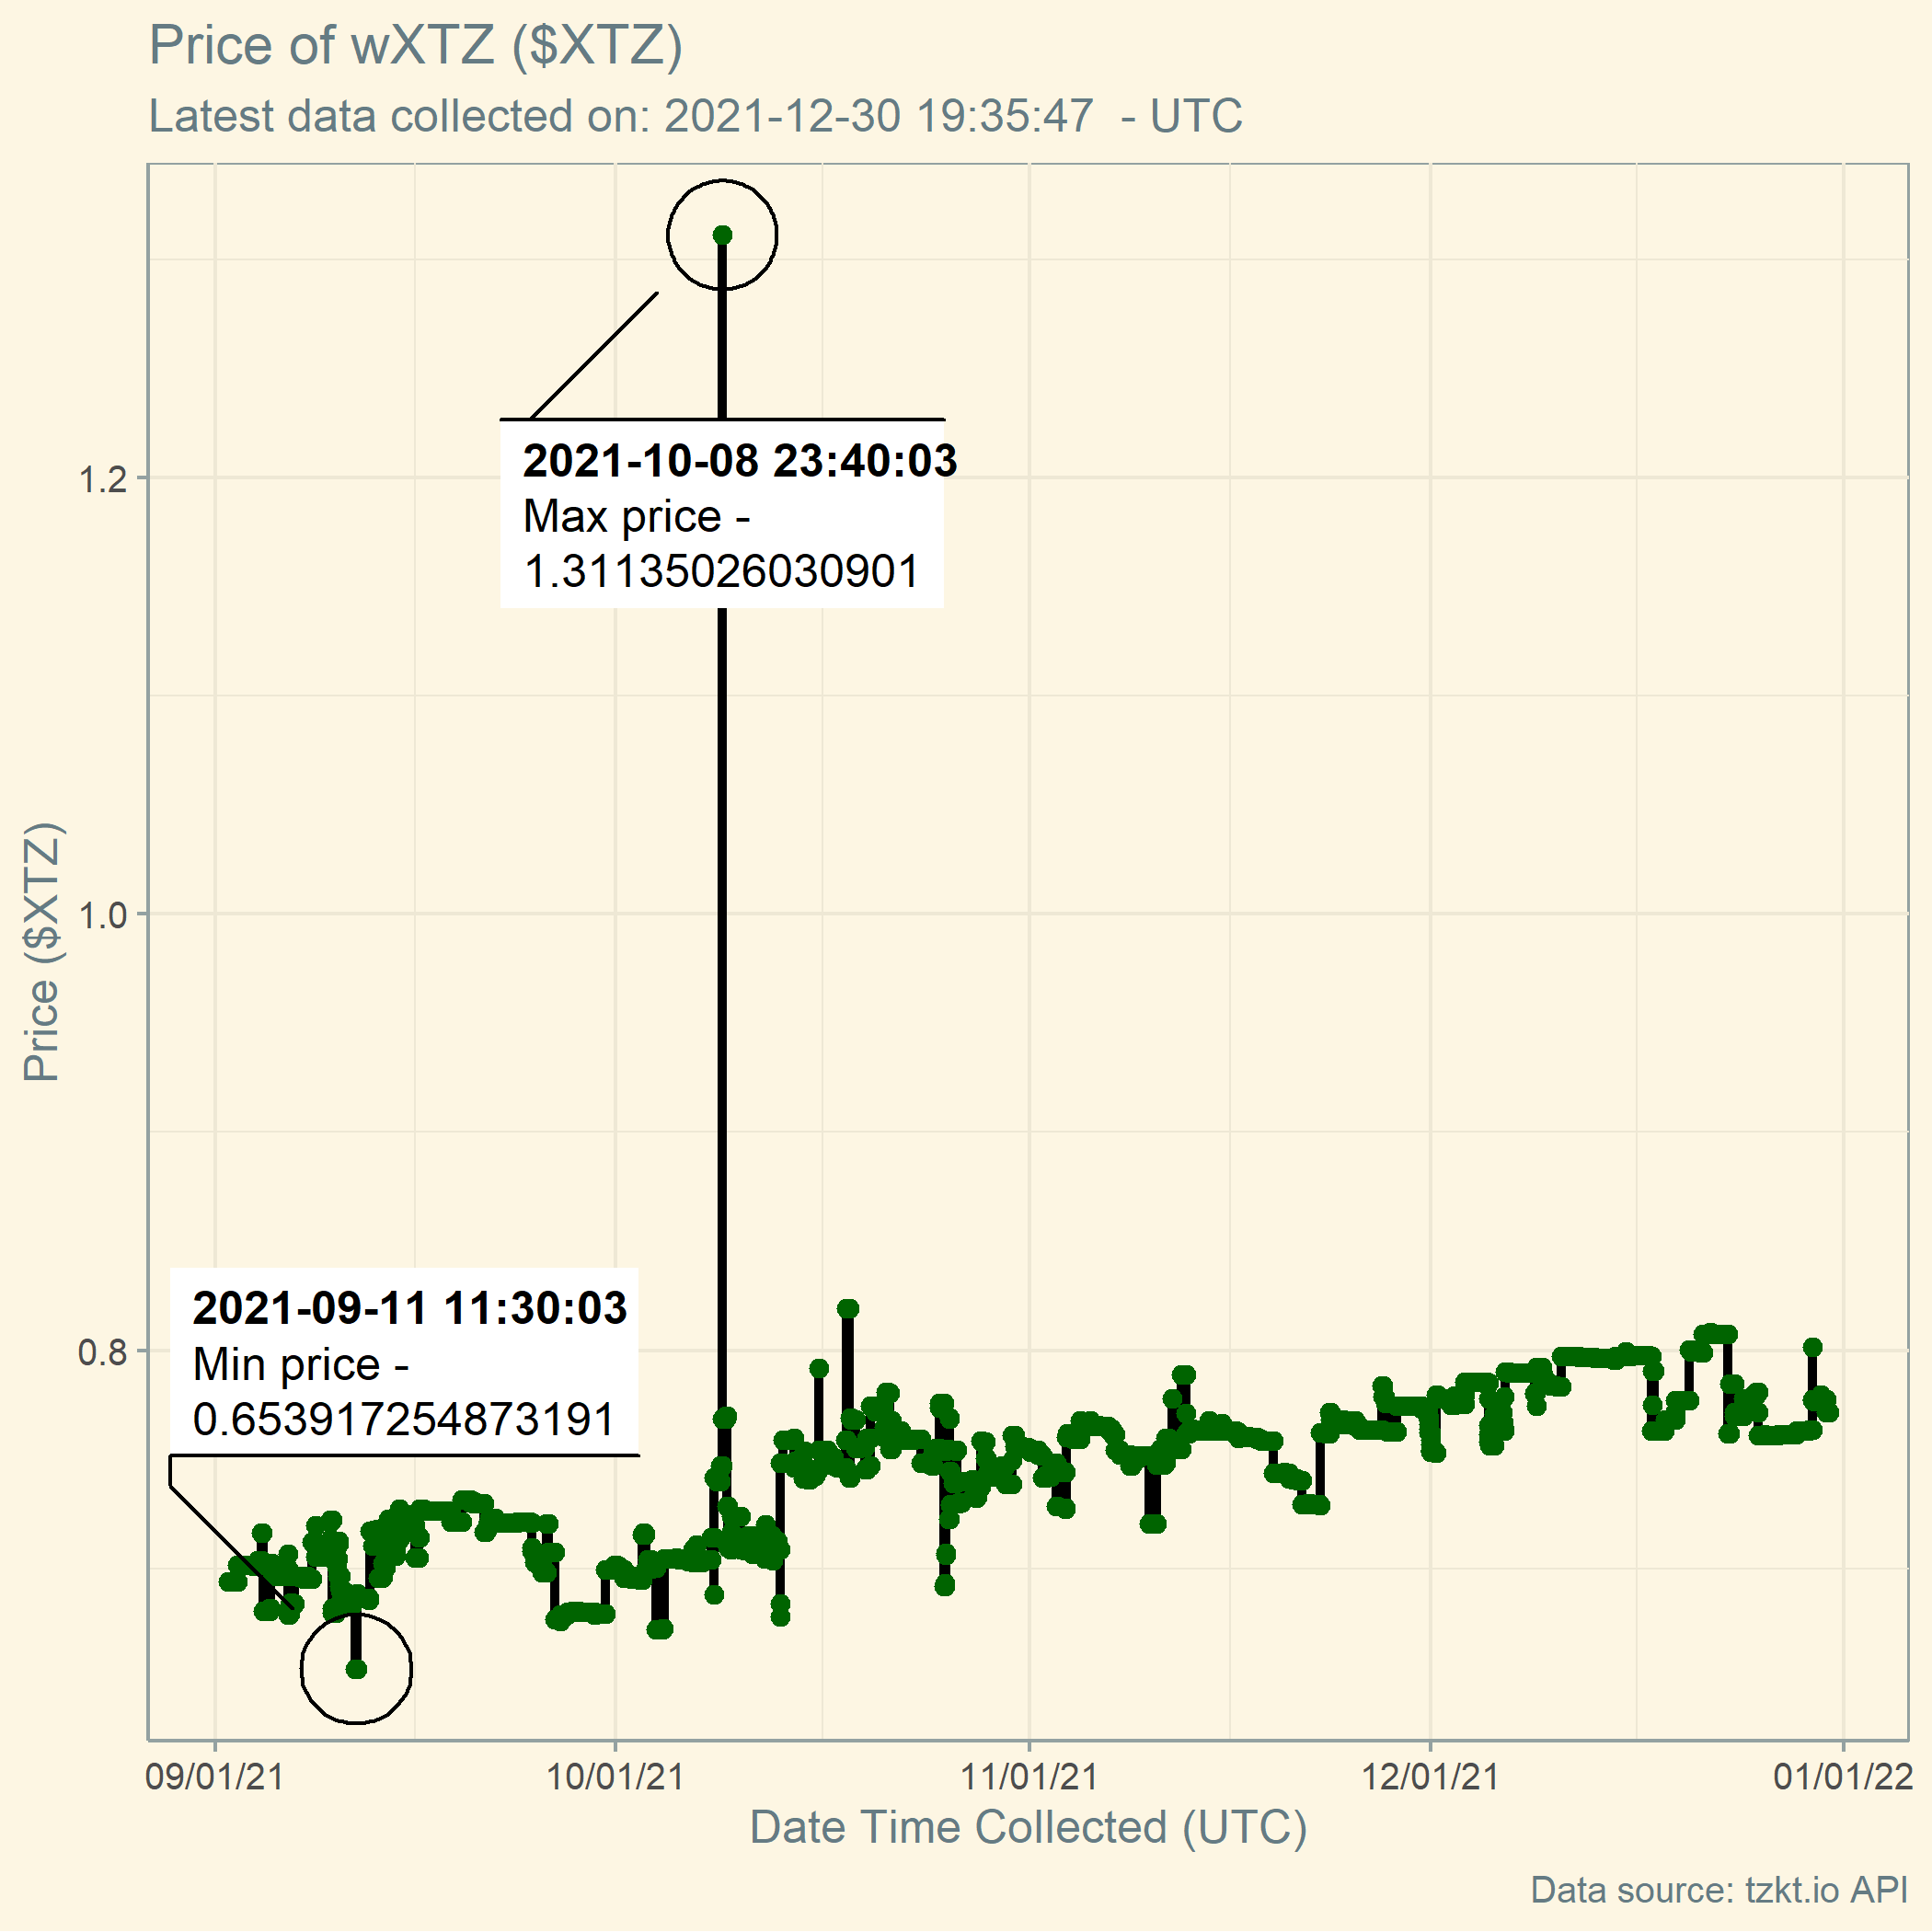 Price of wXTZ ($XTZ)
Latest data collected on: 2021-12-30 19:35:47  - UTC
2021-10-08 23:40:03
Max price -
1.31135026030901
1.2
1.0
0.8
Price ($XTZ)
2021-09-11 11:30:03
Min price -
0.653917254873191
09/01/21
10/01/21
11/01/21
12/01/21
01/01/22
Date Time Collected (UTC)
Data source: tzkt.io API